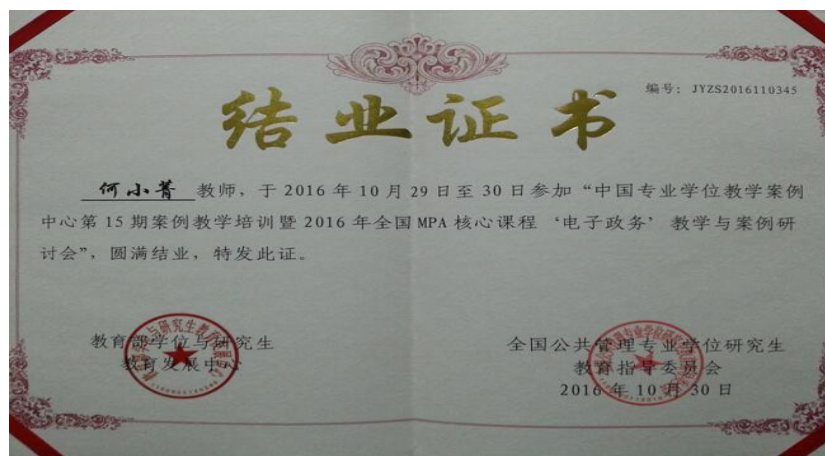 编号：JYZS2016110345
结业证书
何小菁 教师，于 2016 年 10 月 29 日至 30 日参加“中国专业学位教学案例
中心第 15 期案例教学培训暨 2016 年全国 MPA 核心课程‘电子政务’教学与案例研
讨会”，圆满结业，特发此证。
教育部学位与研究生
教育发展中心
全国公共管理专业学位研究生
教育指导委员会
2016 年 10 月 30 日